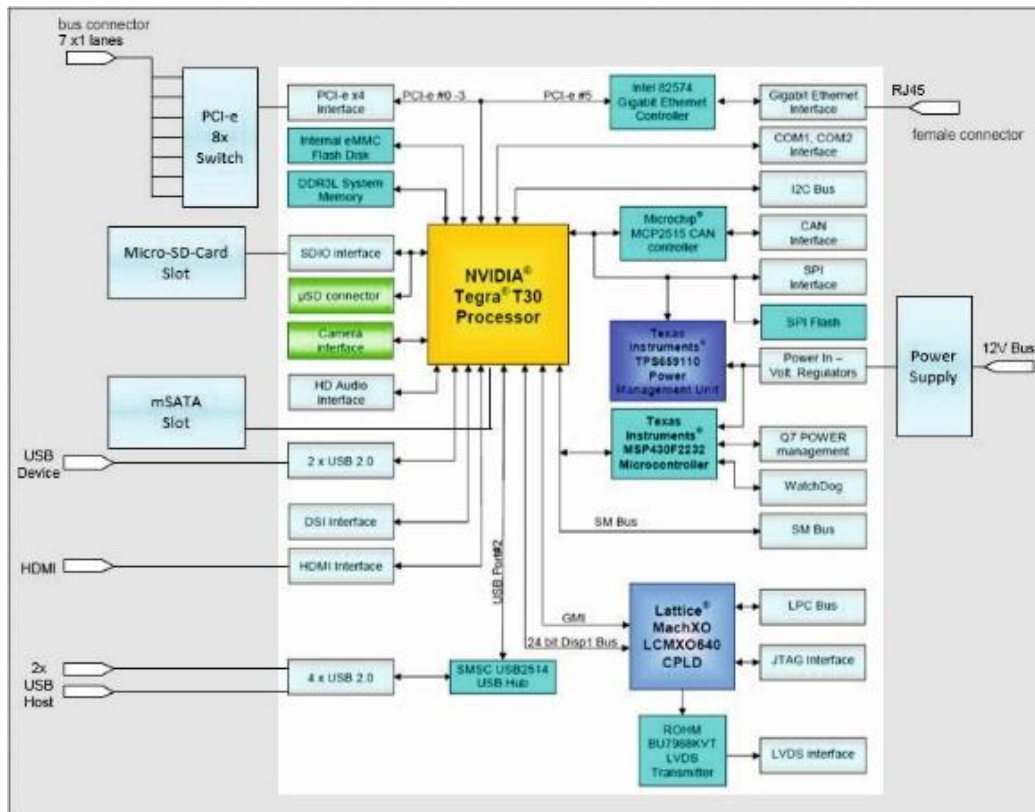 bus connector
7 x1 lanes
PCI-e
8x
Switch
PCI-e x4
Interface
PCI-e #0 -3
PCI-e #5
Intel 82574
Gigabit Ethernet
Controller
Gigabit Ethernet
Interface
RJ45
female connector
Internal eMMC
Flash Disk
COM1, COM2
Interface
DDR3L System
Memory
I2C Bus
Micro-SD-Card
Slot
SDIO interface
NVIDIA®
Tegra® T30
Processor
Microchip®
MCP2515 CAN
controller
CAN
Interface
µSD connector
SPI
Interface
Camera
interface
SPI Flash
Texas
Instruments®
TPS659110
Power
Management Unit
Power In –
Volt. Regulators
Power
Supply
12V Bus
HD Audio
Interface
mSATA
Slot
Texas
Instruments®
MSP430F2232
Microcontroller
Q7 POWER
management
USB
Device
2 x USB 2.0
WatchDog
DSI Interface
SM Bus
SM Bus
HDMI
HDMI Interface
USB Port#2
GMI
24 bit Disp1 Bus
Lattice®
MachXO
LCMXO640
CPLD
LPC Bus
JTAG Interface
2x
USB
Host
4 x USB 2.0
SMSC USB2514
USB Hub
ROHM
BU7988KVT
LVDS
Transmitter
LVDS interface